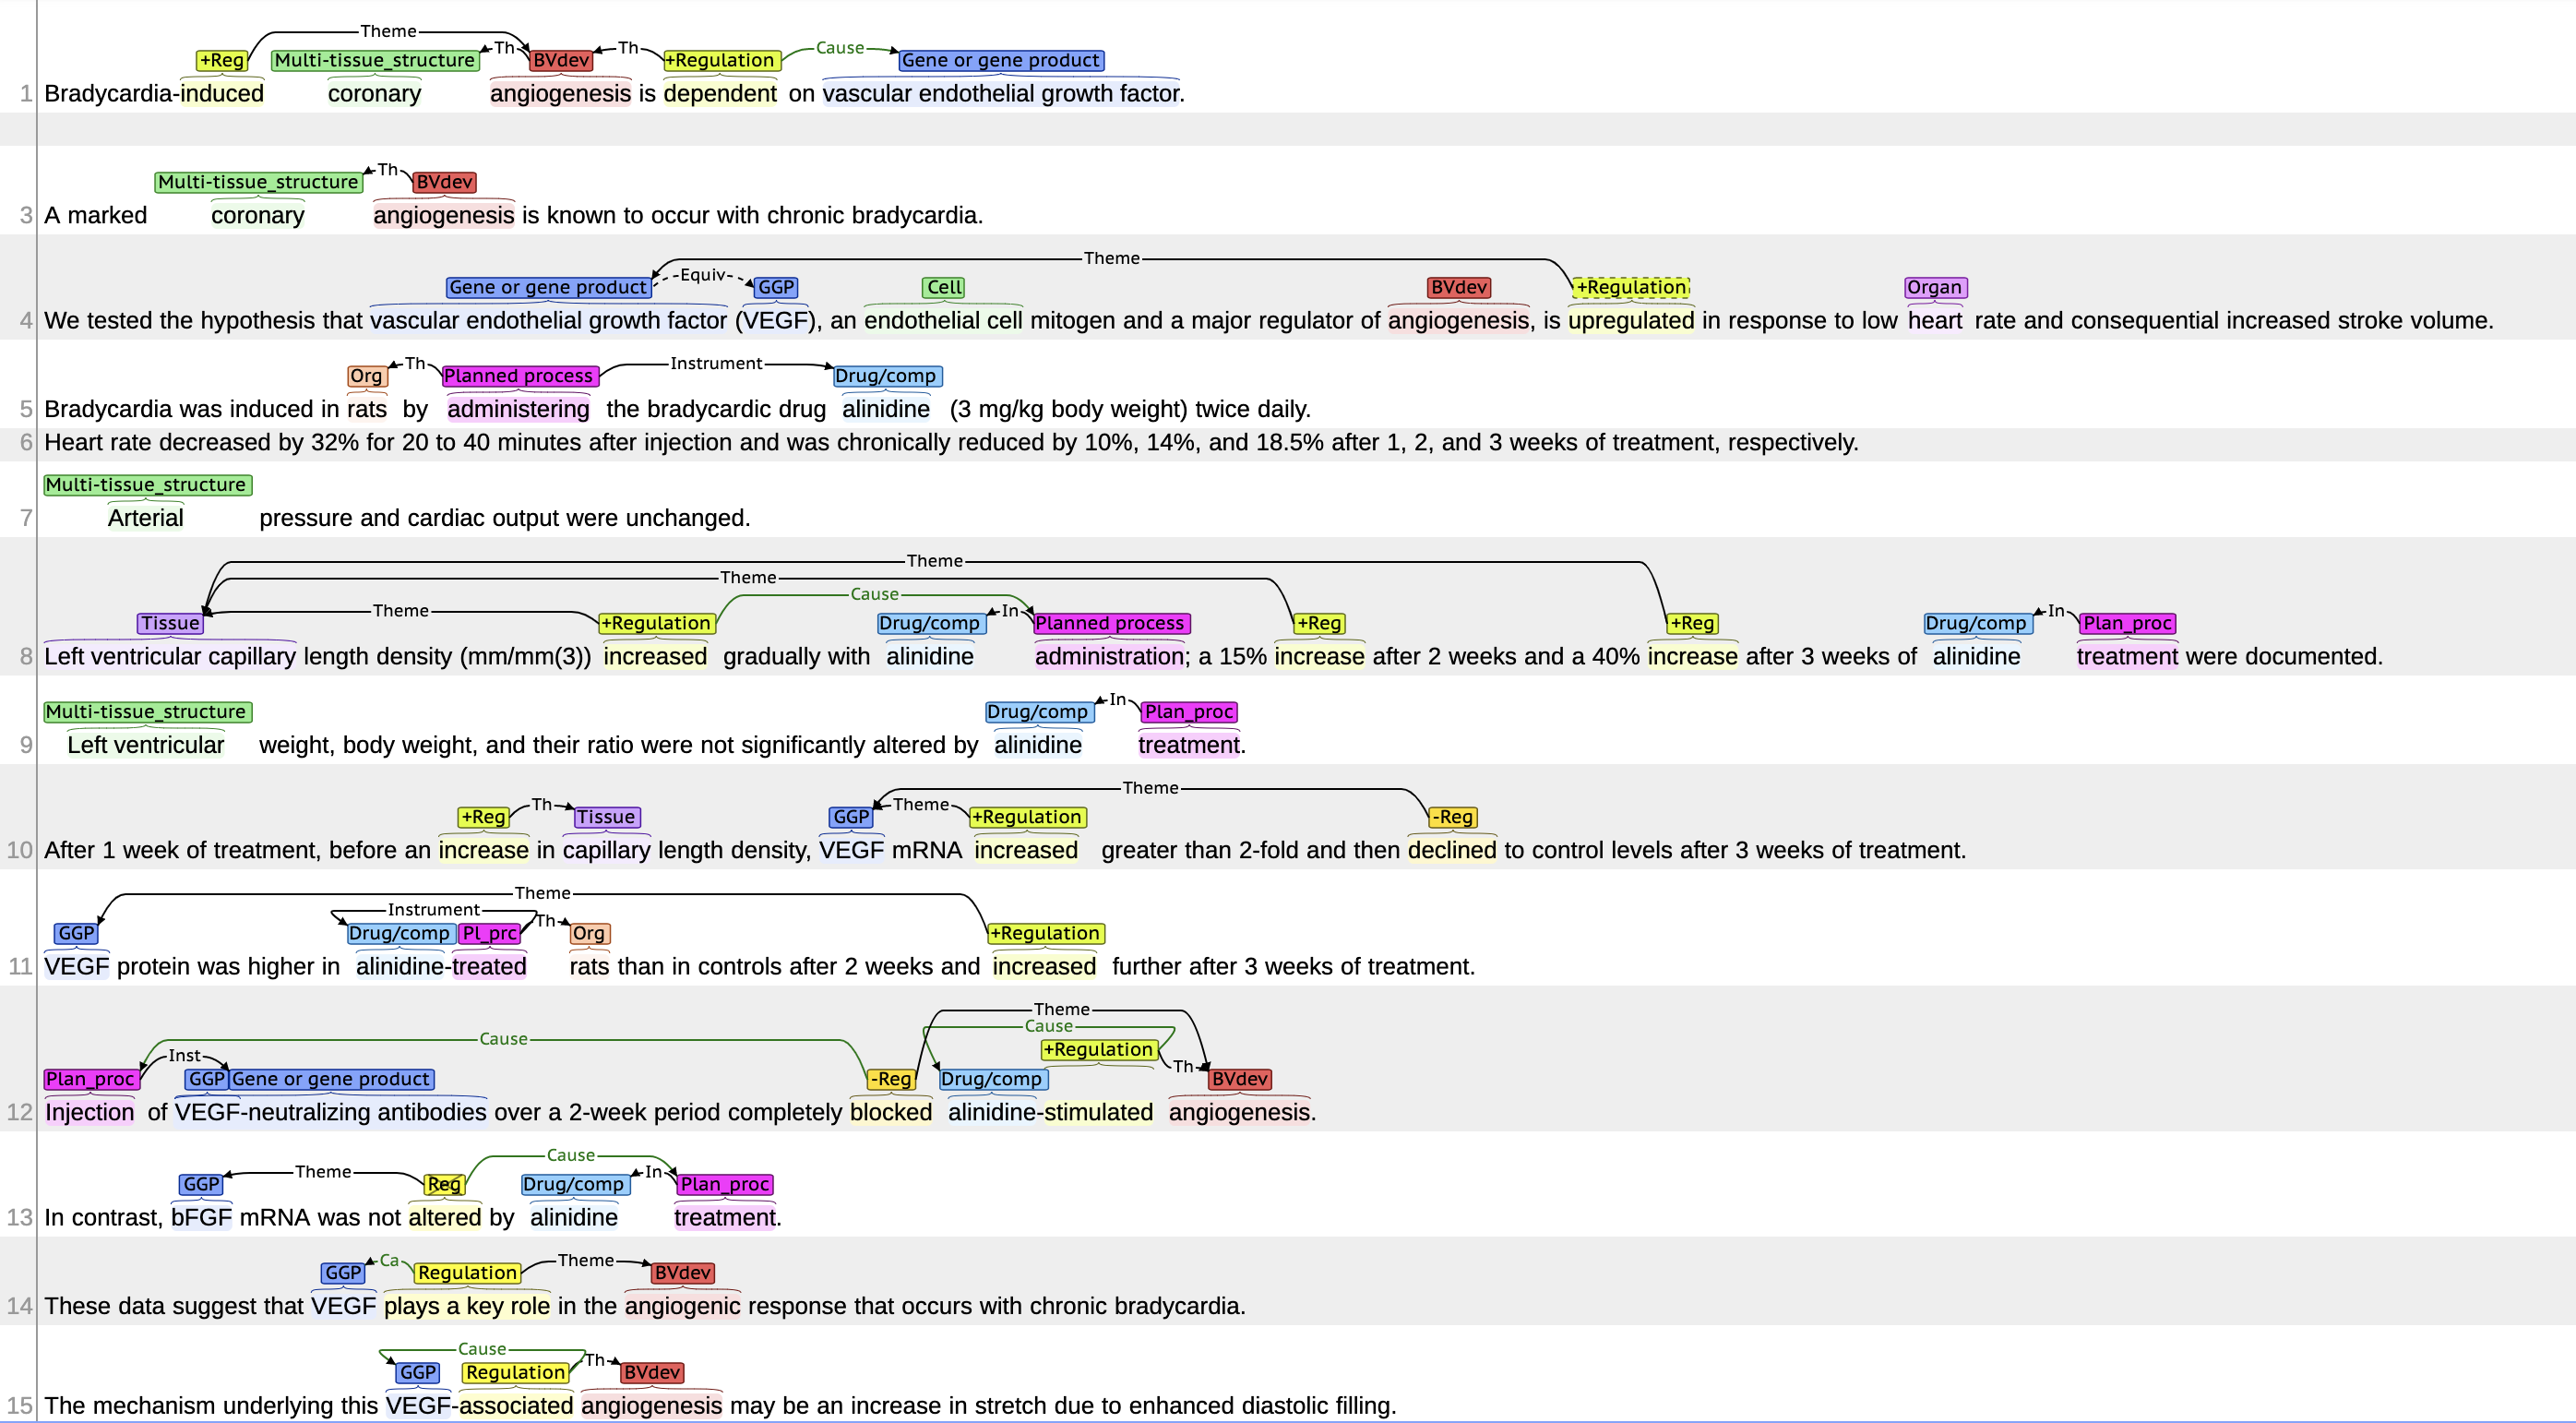 Theme
+Reg Multi-tissue_structure Th BVdev Th +Regulation Cause Gene or gene product
1 Bradycardia-induced coronary angiogenesis is dependent on vascular endothelial growth factor.
Multi-tissue_structure Th BVdev
3 A marked coronary angiogenesis is known to occur with chronic bradycardia.
Theme
Gene or gene product Equiv GGP Cell BVdev +Regulation Organ
4 We tested the hypothesis that vascular endothelial growth factor (VEGF), an endothelial cell mitogen and a major regulator of angiogenesis, is upregulated in response to low heart rate and consequential increased stroke volume.
Org Th Planned process Instrument Drug/comp
5 Bradycardia was induced in rats by administering the bradycardic drug alinidine (3 mg/kg body weight) twice daily.
6 Heart rate decreased by 32% for 20 to 40 minutes after injection and was chronically reduced by 10%, 14%, and 18.5% after 1, 2, and 3 weeks of treatment, respectively.
Multi-tissue_structure
7 Arterial pressure and cardiac output were unchanged.
Theme
Theme
Cause
Tissue Theme +Regulation Drug/comp In Planned process +Reg +Reg Drug/comp In Plan_proc
8 Left ventricular capillary length density (mm/mm(3)) increased gradually with alinidine administration; a 15% increase after 2 weeks and a 40% increase after 3 weeks of alinidine treatment were documented.
Multi-tissue_structure Drug/comp In Plan_proc
9 Left ventricular weight, body weight, and their ratio were not significantly altered by alinidine treatment.
Theme
+Reg Th Tissue GGP Theme +Regulation -Reg
10 After 1 week of treatment, before an increase in capillary length density, VEGF mRNA increased greater than 2-fold and then declined to control levels after 3 weeks of treatment.
Theme
Instrument
GGP Drug/comp Pl_prc Th Org +Regulation
11 VEGF protein was higher in alinidine-treated rats than in controls after 2 weeks and increased further after 3 weeks of treatment.
Theme
Cause
Cause
+Regulation
Plan_proc Inst GGP Gene or gene product -Reg Drug/comp Th BVdev
12 Injection of VEGF-neutralizing antibodies over a 2-week period completely blocked alinidine-stimulated angiogenesis.
Cause
GGP Theme Reg Drug/comp In Plan_proc
13 In contrast, bFGF mRNA was not altered by alinidine treatment.
GGP Ca Regulation Theme BVdev
14 These data suggest that VEGF plays a key role in the angiogenic response that occurs with chronic bradycardia.
Cause
GGP Regulation Th BVdev
15 The mechanism underlying this VEGF-associated angiogenesis may be an increase in stretch due to enhanced diastolic filling.